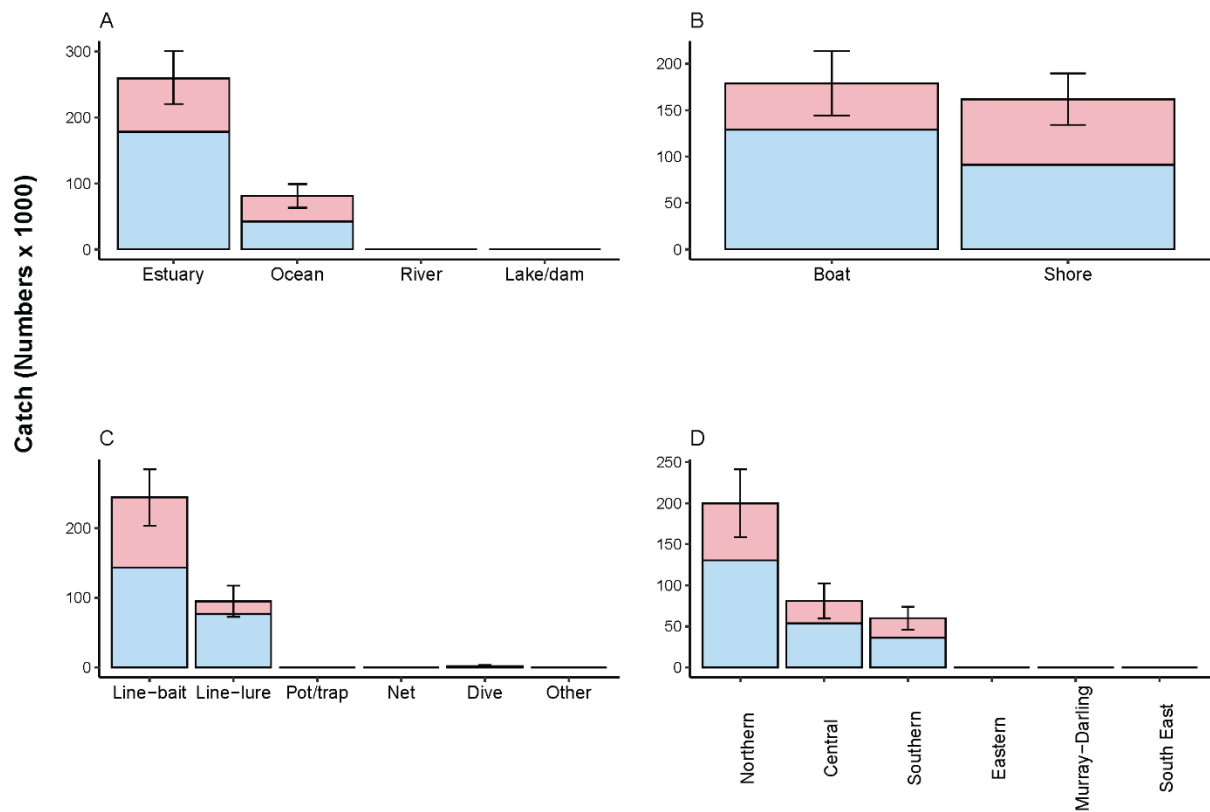 Catch (Numbers x 1000)
A
300
200
100
0
Estuary Ocean River Lake/dam
B
200
150
100
50
0
Boat Shore
C
200
100
0
Line−bait Line−lure Pot/trap Net Dive Other
D
250
200
150
100
50
0
Northern
Central
Southern
Eastern
Murray−Darling
South East